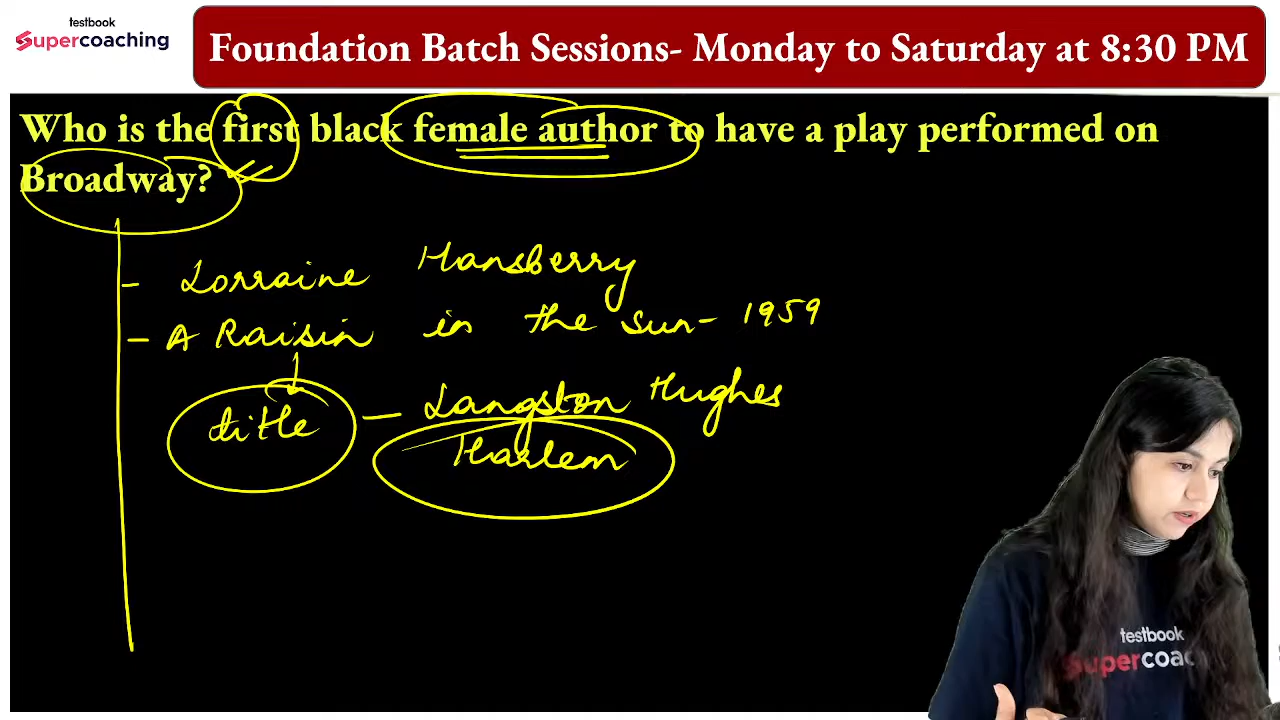 testbook
Supercoaching
Foundation Batch Sessions- Monday to Saturday at 8:30 PM
Who is the first black female author to have a play performed on
Broadway?
- Lorraine Hansberry
- A Raisin in the sun - 1959
title - Langston Hughes
Harlem
testbook
Supercoac